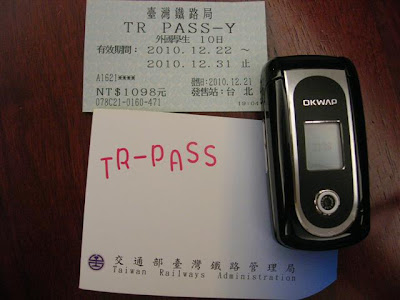 臺灣鐵路局
TR PASS-Y
外國學生 10日
有效期間: 2010.12.22 ～
2010.12.31 止
A1621****
售日:2010.12.21
NT$1098元
發售站: 台 北
078C21-0160-471
OKWAP
TR-PASS
交通部臺灣鐵路管理局
Taiwan Railways Administration